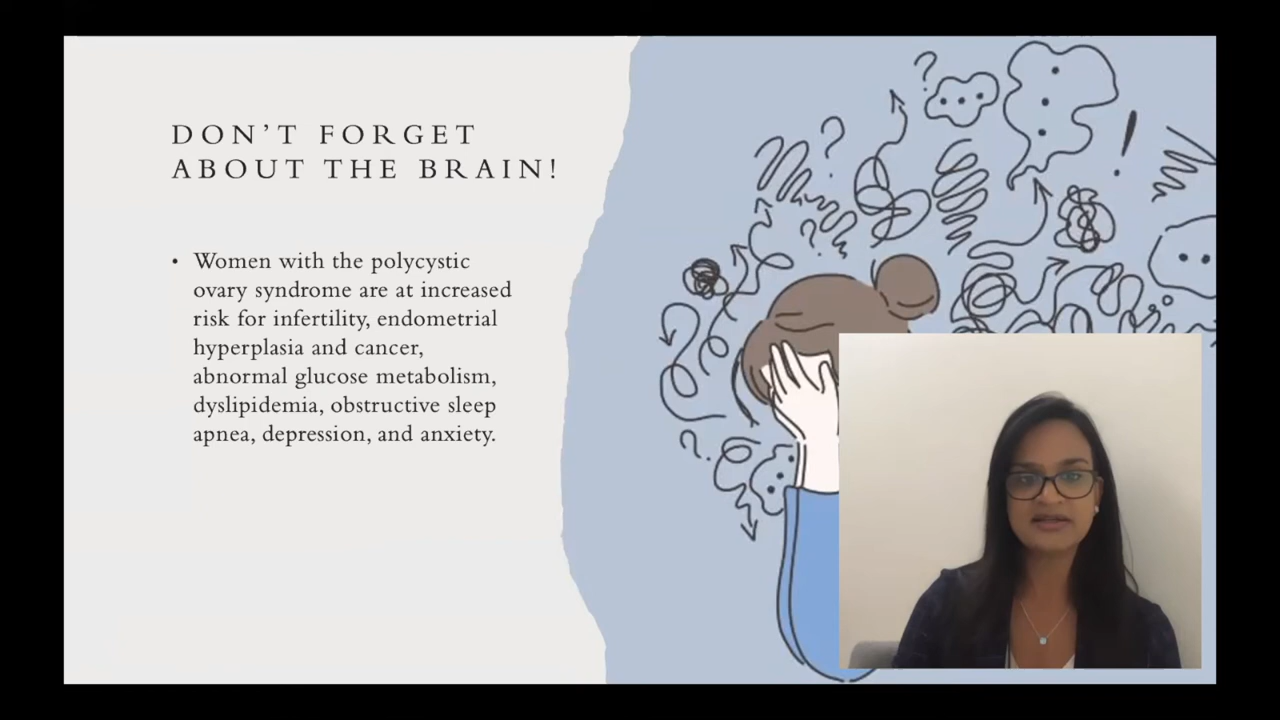 DON'T FORGET
ABOUT THE BRAIN!
• Women with the polycystic
ovary syndrome are at increased
risk for infertility, endometrial
hyperplasia and cancer,
abnormal glucose metabolism,
dyslipidemia, obstructive sleep
apnea, depression, and anxiety.